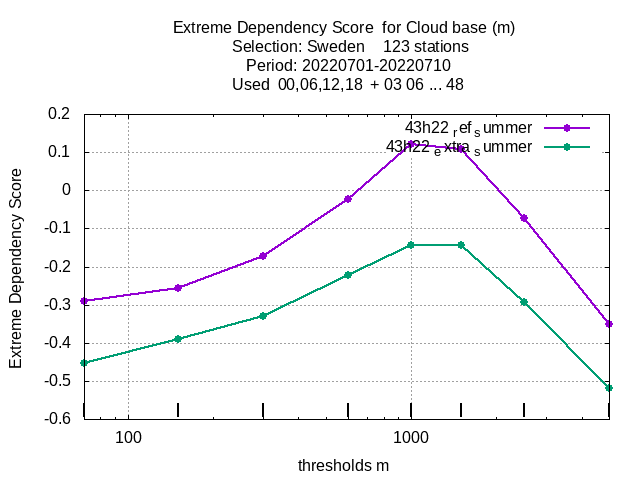 Extreme Dependency Score for Cloud base (m)
Selection: Sweden 123 stations
Period: 20220701-20220710
Used 00,06,12,18 + 03 06 ... 48
43h22_ref_summer
43h22_extra_summer
Extreme Dependency Score
0.2
0.1
0
-0.1
-0.2
-0.3
-0.4
-0.5
-0.6
100 1000
thresholds m